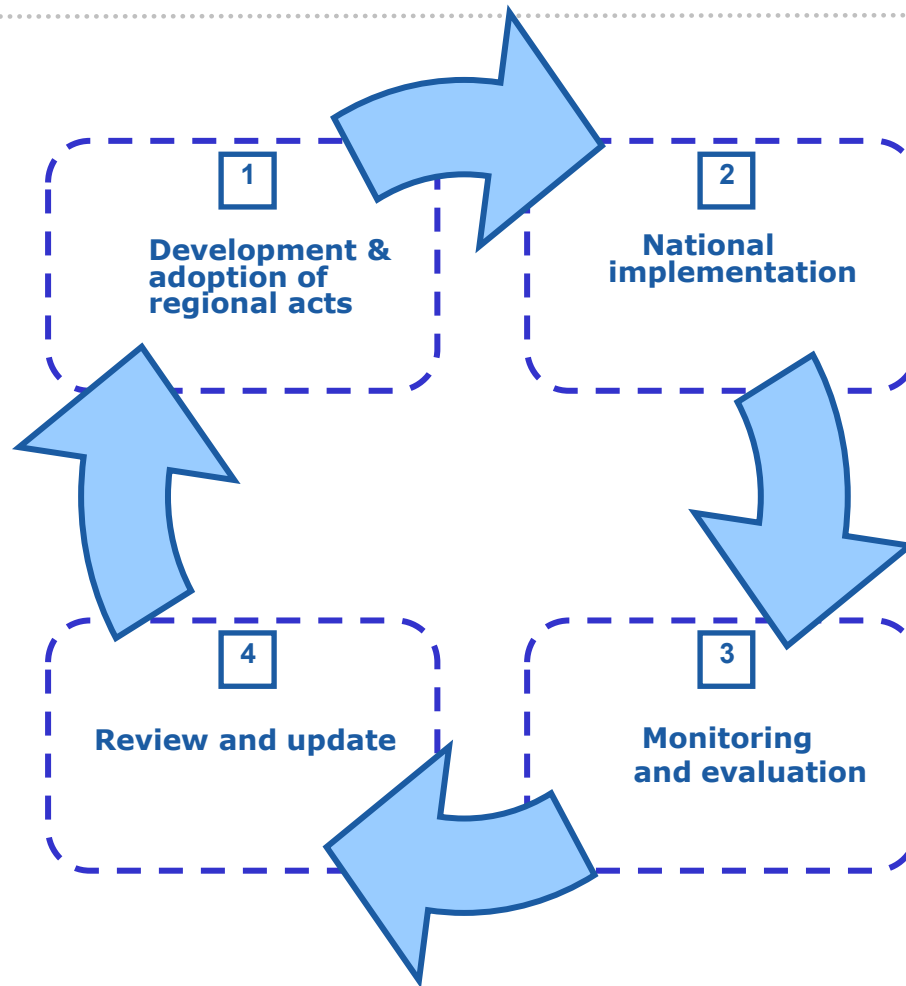 1
Development &
adoption of
regional acts
2
National
implementation
3
Monitoring
and evaluation
4
Review and update